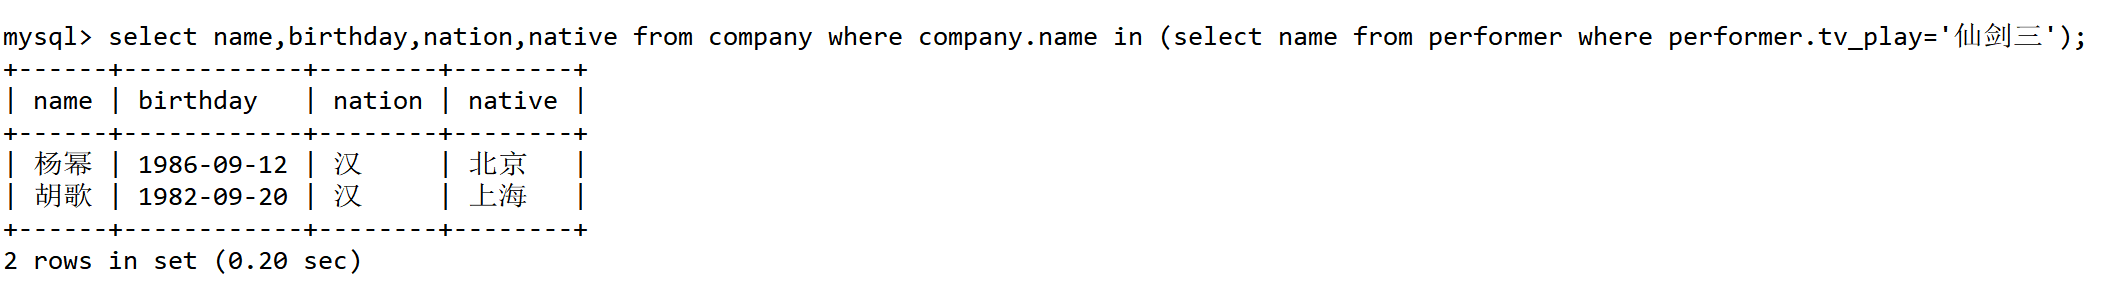 mysql> select name,birthday,nation,native from company where company.name in (select name from performer where performer.tv_play='仙剑三');
+------+------------+--------+--------+
| name | birthday   | nation | native |
+------+------------+--------+--------+
| 杨幂 | 1986-09-12 | 汉     | 北京   |
| 胡歌 | 1982-09-20 | 汉     | 上海   |
+------+------------+--------+--------+
2 rows in set (0.20 sec)